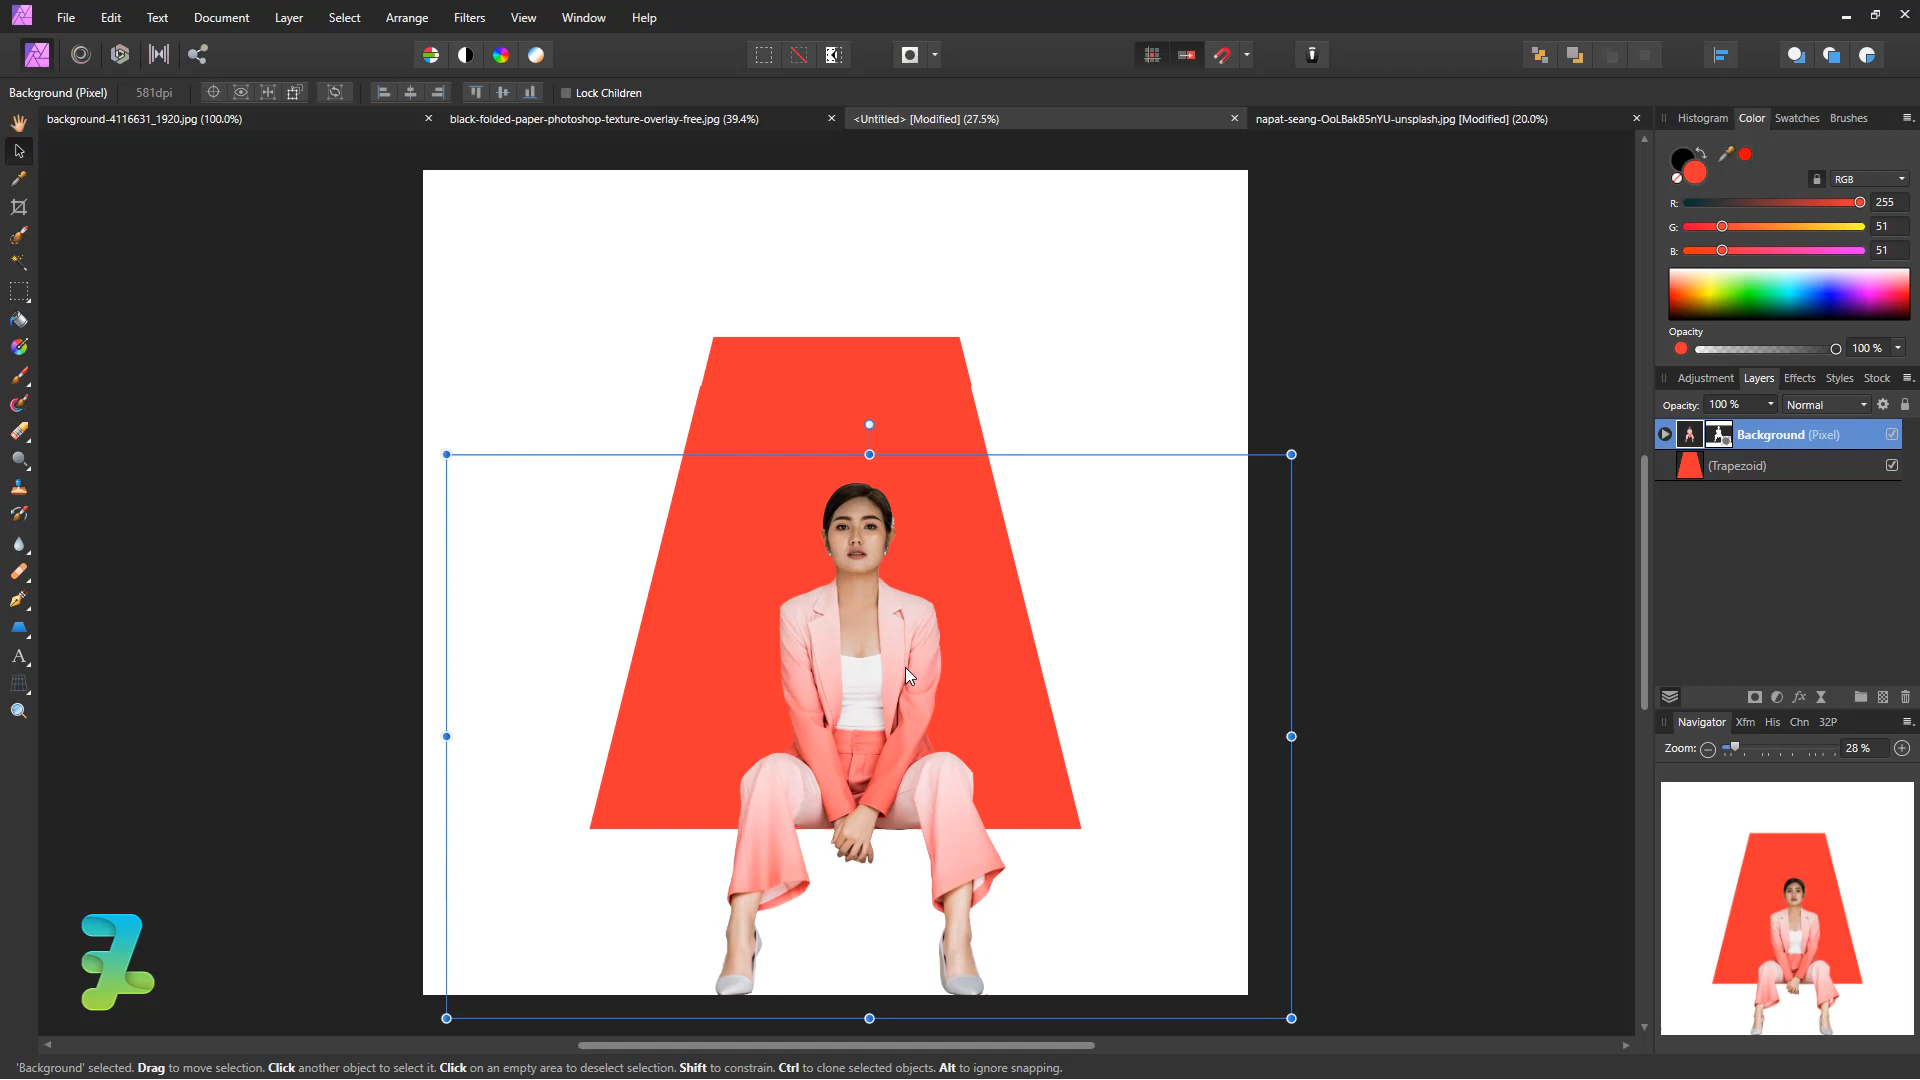 File Edit Text Document Layer Select Arrange Filters View Window Help
Background (Pixel) 581dpi Lock Children
background-4116631_1920.jpg (100.0%) black-folded-paper-photoshop-texture-overlay-free.jpg (39.4%) <Untitled> [Modified] (27.5%) napat-seang-OoLBakB5nYU-unsplash.jpg [Modified] (20.0%)
Histogram Color Swatches Brushes
RGB
R: 255
G: 51
B: 51
Opacity
100 %
Adjustment Layers Effects Styles Stock
Opacity: 100 % Normal
Background (Pixel)
(Trapezoid)
Navigator Xfm His Chn 32P
Zoom: 28 %
'Background' selected. Drag to move selection. Click another object to select it. Click on an empty area to deselect selection. Shift to constrain. Ctrl to clone selected objects. Alt to ignore snapping.